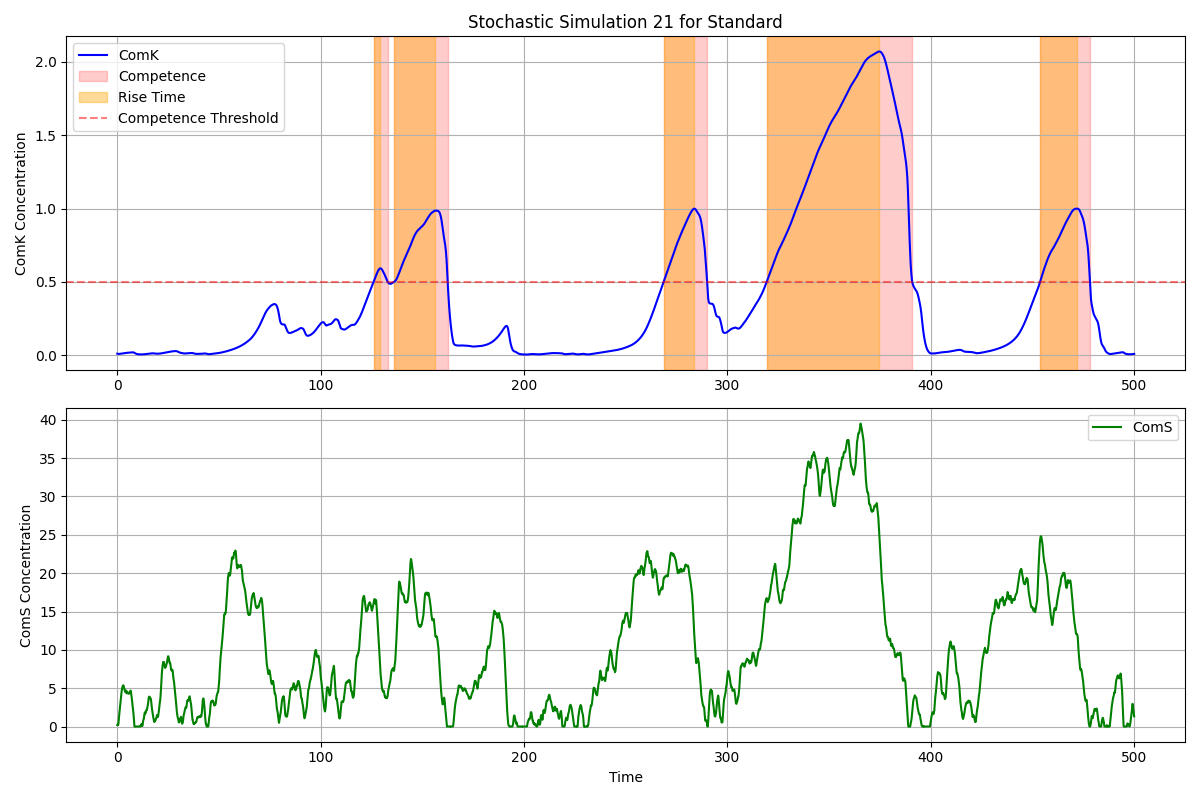 Stochastic Simulation 21 for Standard
ComK
Competence
Rise Time
Competence Threshold
ComK Concentration
2.0
1.5
1.0
0.5
0.0
0 100 200 300 400 500
ComS
ComS Concentration
40
35
30
25
20
15
10
5
0
0 100 200 300 400 500
Time